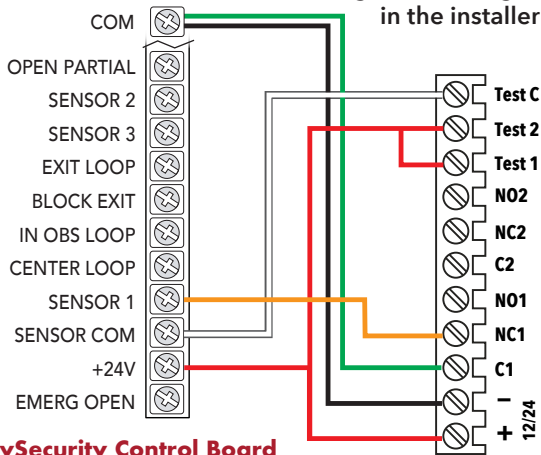 in the installer
COM
OPEN PARTIAL
SENSOR 2
SENSOR 3
EXIT LOOP
BLOCK EXIT
IN OBS LOOP
CENTER LOOP
SENSOR 1
SENSOR COM
+24V
EMERG OPEN
Test C
Test 2
Test 1
NO2
NC2
C2
NO1
NC1
C1
–
+
12/24
ySecurity Control Board